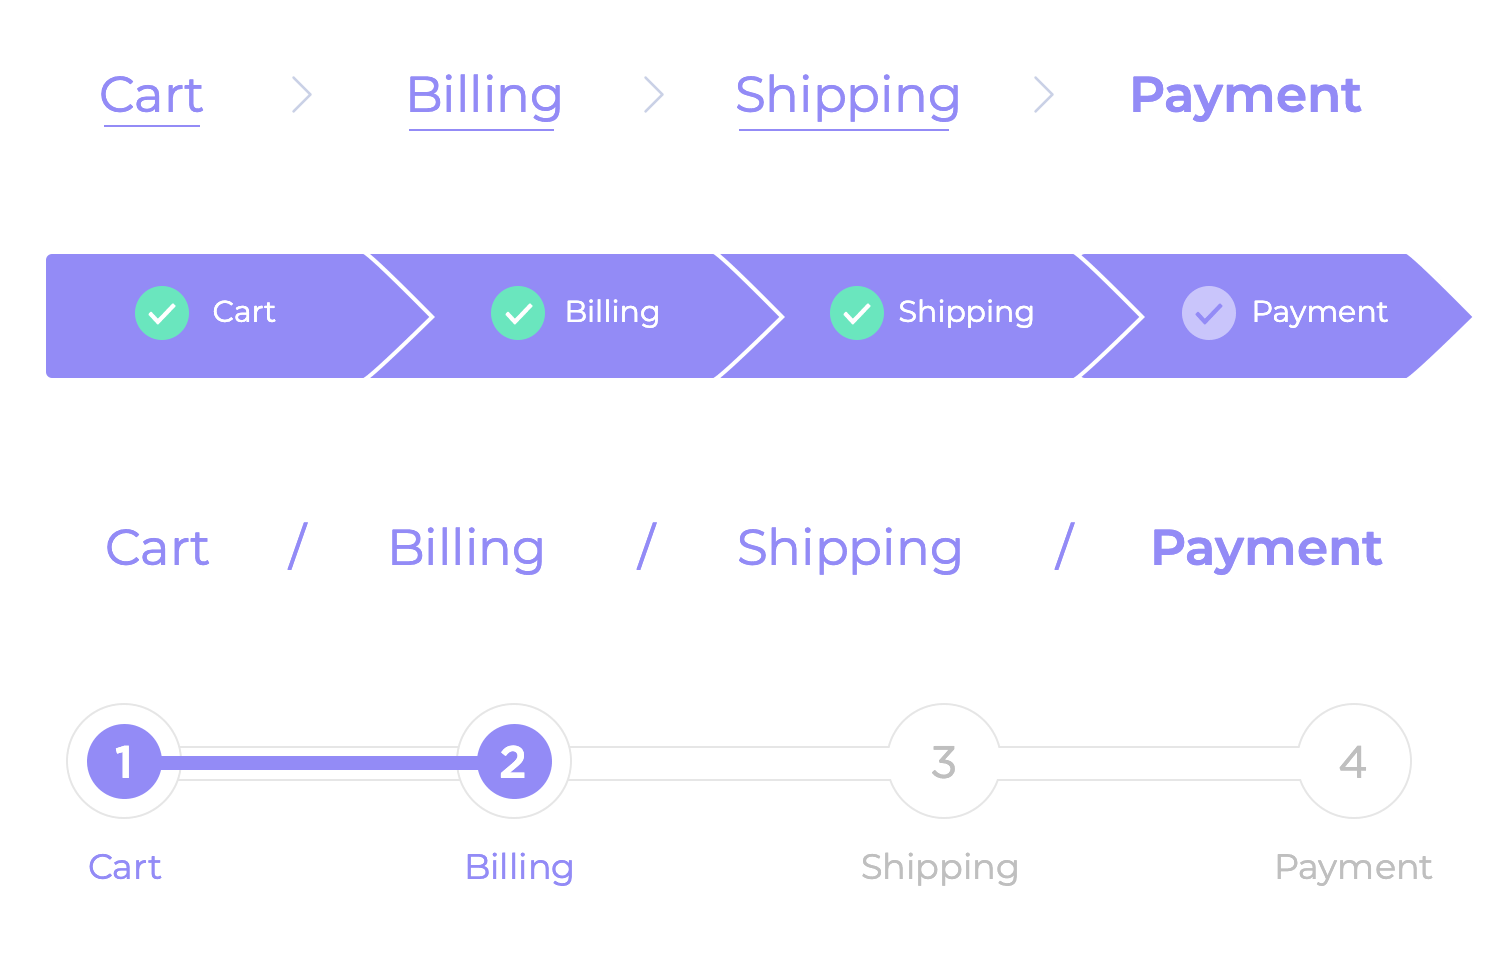 Cart > Billing > Shipping > Payment
Cart Billing Shipping Payment
Cart / Billing / Shipping / Payment
1 2 3 4
Cart Billing Shipping Payment